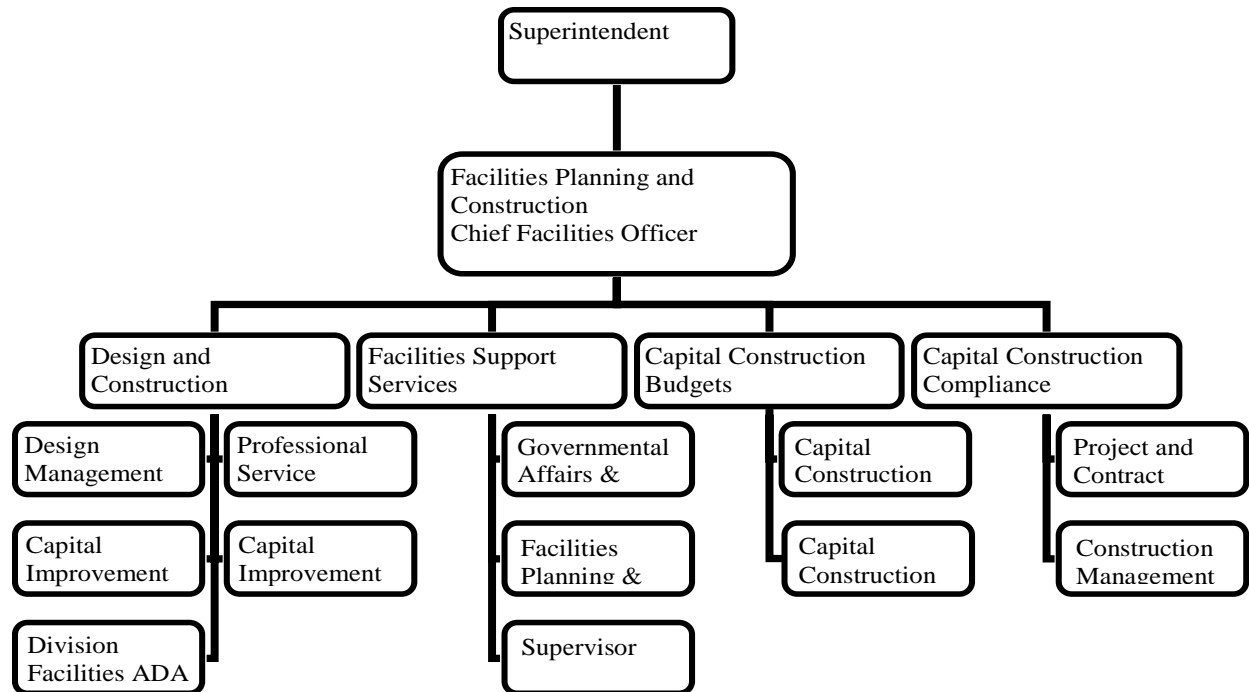 Superintendent
Facilities Planning and
Construction
Chief Facilities Officer
Design and
Construction
Facilities Support
Services
Capital Construction
Budgets
Capital Construction
Compliance
Design
Management
Professional
Service
Governmental
Affairs &
Capital
Construction
Project and
Contract
Capital
Improvement
Capital
Improvement
Facilities
Planning &
Capital
Construction
Construction
Management
Division
Facilities ADA
Supervisor